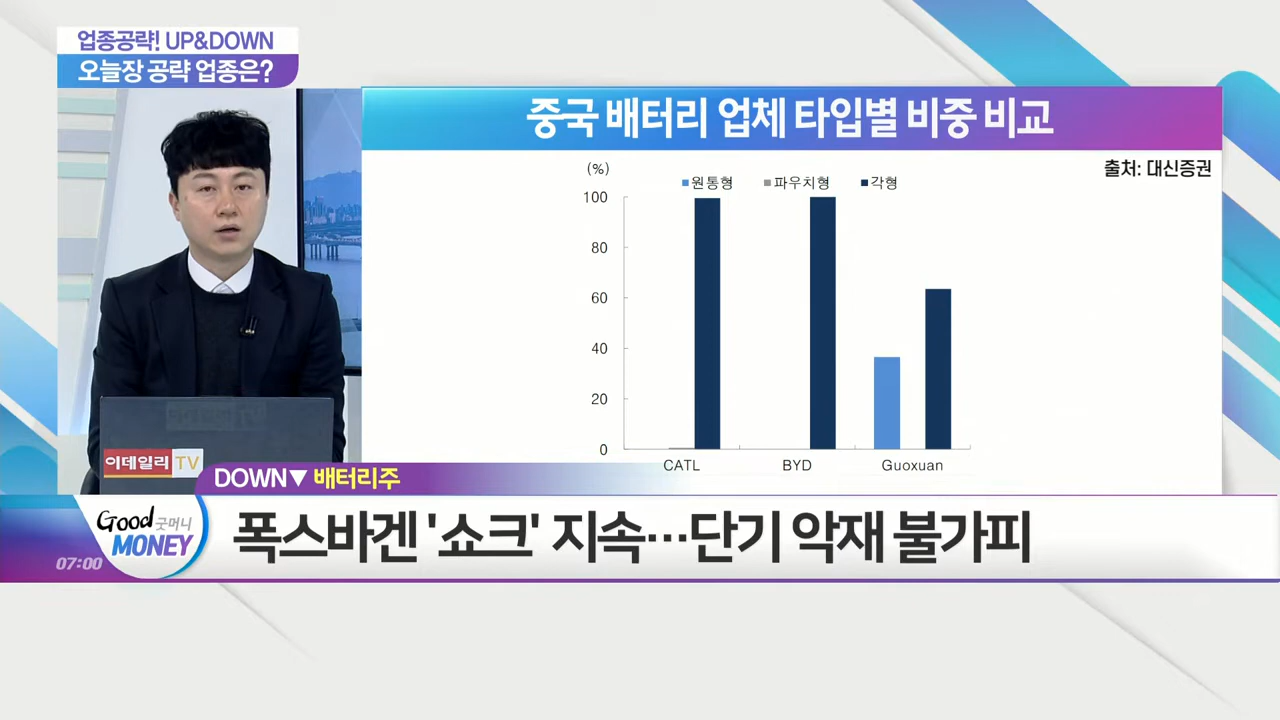 업종공략! UP&DOWN
오늘장 공략 업종은?
중국 배터리 업체 타입별 비중 비교
출처: 대신증권
(%)
원통형 파우치형 각형
100
80
60
40
20
0
CATL BYD Guoxuan
이데일리 TV
DOWN▼ 배터리주
Good 굿머니
MONEY
07:00
폭스바겐 '쇼크' 지속…단기 악재 불가피